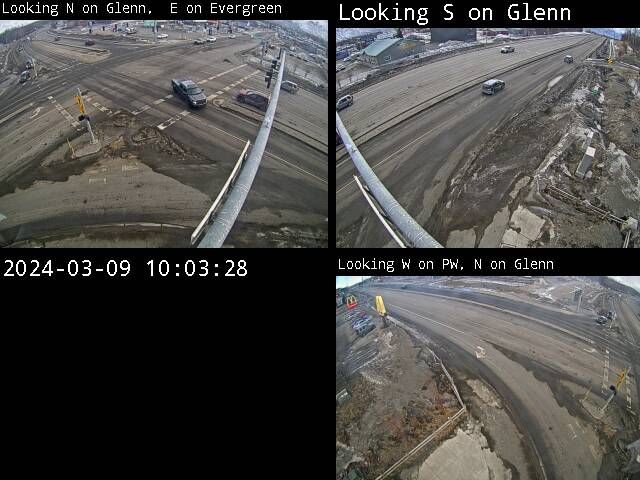 Looking N on Glenn,  E on Evergreen
Looking S on Glenn
2024-03-09 10:03:28
Looking W on PW, N on Glenn